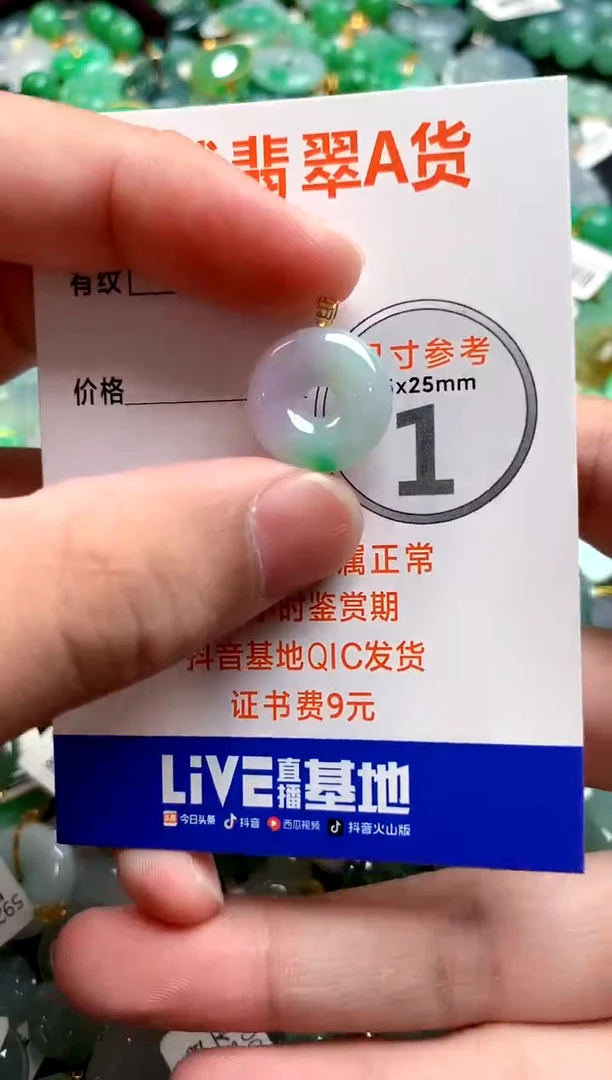 翡翠A货
有纹
尺寸参考
价格
x25mm
1
属正常
小时鉴赏期
抖音基地QIC发货
证书费9元
LiVE直播基地
今日头条 抖音 西瓜视频 抖音火山版
592